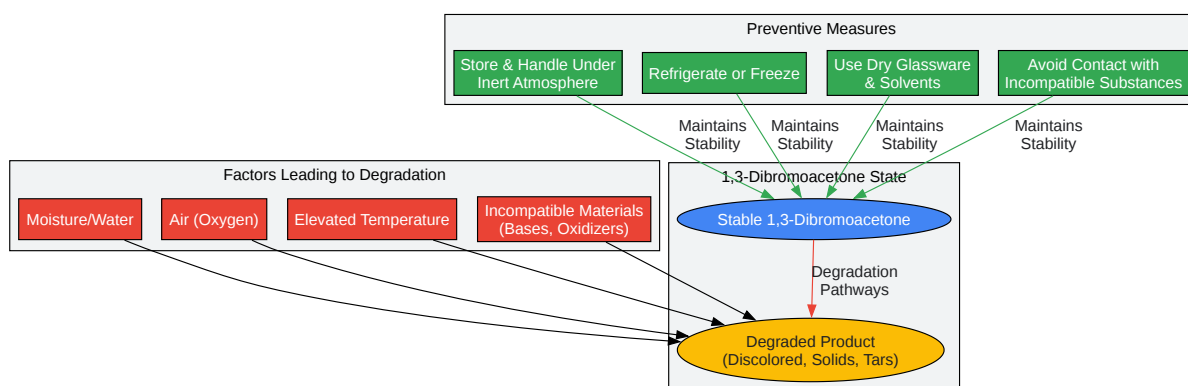 Preventive Measures
Store & Handle Under
Inert Atmosphere
Refrigerate or Freeze
Use Dry Glassware
& Solvents
Avoid Contact with
Incompatible Substances
Maintains
Stability
Maintains
Stability
Maintains
Stability
Maintains
Stability
Factors Leading to Degradation
Moisture/Water
Air (Oxygen)
Elevated Temperature
Incompatible Materials
(Bases, Oxidizers)
1,3-Dibromoacetone State
Stable 1,3-Dibromoacetone
Degradation
Pathways
Degraded Product
(Discolored, Solids, Tars)